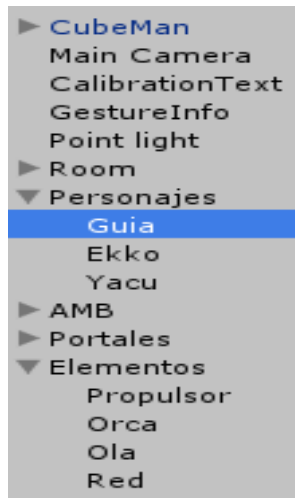 CubeMan
Main Camera
CalibrationText
GestureInfo
Point light
Room
Personajes
Guia
Ekko
Yacu
AMB
Portales
Elementos
Propulsor
Orca
Ola
Red